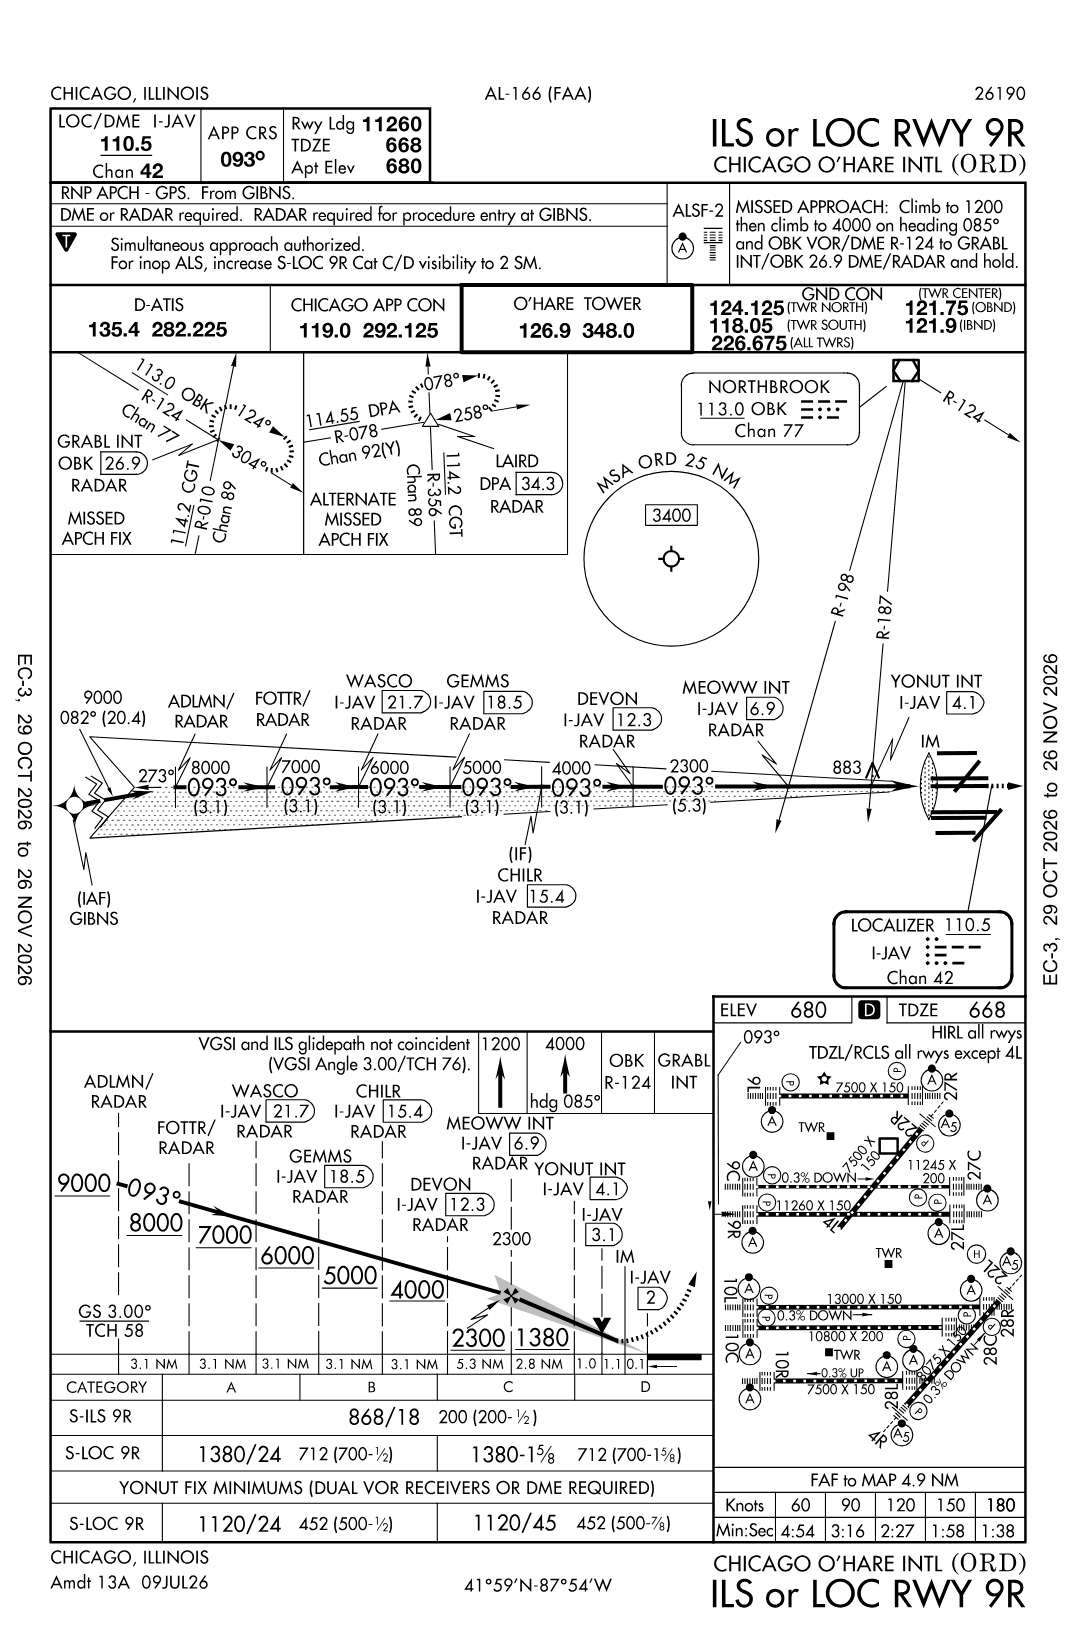 CHICAGO, ILLINOIS
AL-166 (FAA)
26190
LOC/DME I-JAV
110.5
Chan 42
APP CRS
093°
Rwy Ldg 11260
TDZE 668
Apt Elev 680
ILS or LOC RWY 9R
CHICAGO O'HARE INTL (ORD)
RNP APCH - GPS. From GIBNS.
DME or RADAR required. RADAR required for procedure entry at GIBNS.
T
Simultaneous approach authorized.
For inop ALS, increase S-LOC 9R Cat C/D visibility to 2 SM.
ALSF-2
A
MISSED APPROACH: Climb to 1200
then climb to 4000 on heading 085°
and OBK VOR/DME R-124 to GRABL
INT/OBK 26.9 DME/RADAR and hold.
D-ATIS
135.4 282.225
CHICAGO APP CON
119.0 292.125
O'HARE TOWER
126.9 348.0
GND CON
124.125 (TWR NORTH)
118.05 (TWR SOUTH)
226.675 (ALL TWRS)
(TWR CENTER)
121.75 (OBND)
121.9 (IBND)
113.0 OBK
R-124
Chan 77
124°
304°
GRABL INT
OBK 26.9
RADAR
MISSED
APCH FIX
114.2 CGT
R-010
Chan 89
078°
258°
114.55 DPA
R-078
Chan 92(Y)
LAIRD
DPA 34.3
RADAR
ALTERNATE
MISSED
APCH FIX
114.2 CGT
R-356
Chan 89
NORTHBROOK
113.0 OBK
Chan 77
R-124
MSA ORD 25 NM
3400
R-198
R-187
9000
082° (20.4)
ADLMN/
RADAR
FOTTR/
RADAR
WASCO
I-JAV 21.7
RADAR
GEMMS
I-JAV 18.5
RADAR
DEVON
I-JAV 12.3
RADAR
MEOWW INT
I-JAV 6.9
RADAR
YONUT INT
I-JAV 4.1
IM
883
273°
8000
093°
(3.1)
7000
093°
(3.1)
6000
093°
(3.1)
5000
093°
(3.1)
4000
093°
(3.1)
2300
093°
(5.3)
(IAF)
GIBNS
(IF)
CHILR
I-JAV 15.4
RADAR
LOCALIZER 110.5
I-JAV
Chan 42
EC-3, 29 OCT 2026 to 26 NOV 2026
EC-3, 29 OCT 2026 to 26 NOV 2026
VGSI and ILS glidepath not coincident
(VGSI Angle 3.00/TCH 76).
1200
4000
hdg 085°
OBK
R-124
GRABL
INT
ADLMN/
RADAR
FOTTR/
RADAR
WASCO
I-JAV 21.7
RADAR
GEMMS
I-JAV 18.5
RADAR
CHILR
I-JAV 15.4
RADAR
DEVON
I-JAV 12.3
RADAR
MEOWW INT
I-JAV 6.9
RADAR
YONUT INT
I-JAV 4.1
I-JAV
3.1
IM
I-JAV
2
9000
093°
8000
7000
6000
5000
4000
2300
2300
1380
GS 3.00°
TCH 58
3.1 NM
3.1 NM
3.1 NM
3.1 NM
3.1 NM
5.3 NM
2.8 NM
1.0
1.1
0.1
CATEGORY A B C D
S-ILS 9R 868/18 200 (200-½)
S-LOC 9R 1380/24 712 (700-½) 1380-1⅝ 712 (700-1⅝)
YONUT FIX MINIMUMS (DUAL VOR RECEIVERS OR DME REQUIRED)
S-LOC 9R 1120/24 452 (500-½) 1120/45 452 (500-⅞)
ELEV 680 D TDZE 668
HIRL all rwys
TDZL/RCLS all rwys except 4L
093°
9L
7500 X 150
27R
TWR
22R
7500 X
150
9C
0.3% DOWN
11245 X
200
27C
9R
11260 X 150
4L
27L
TWR
H
22L
10L
13000 X 150
28R
0.3% DOWN
10C
10800 X 200
28C
TWR
10R
0.3% UP
7500 X 150
28L
8075 X 150
0.3% DOWN
4R
FAF to MAP 4.9 NM
Knots 60 90 120 150 180
Min:Sec 4:54 3:16 2:27 1:58 1:38
CHICAGO, ILLINOIS
Amdt 13A 09JUL26
41°59'N-87°54'W
CHICAGO O'HARE INTL (ORD)
ILS or LOC RWY 9R